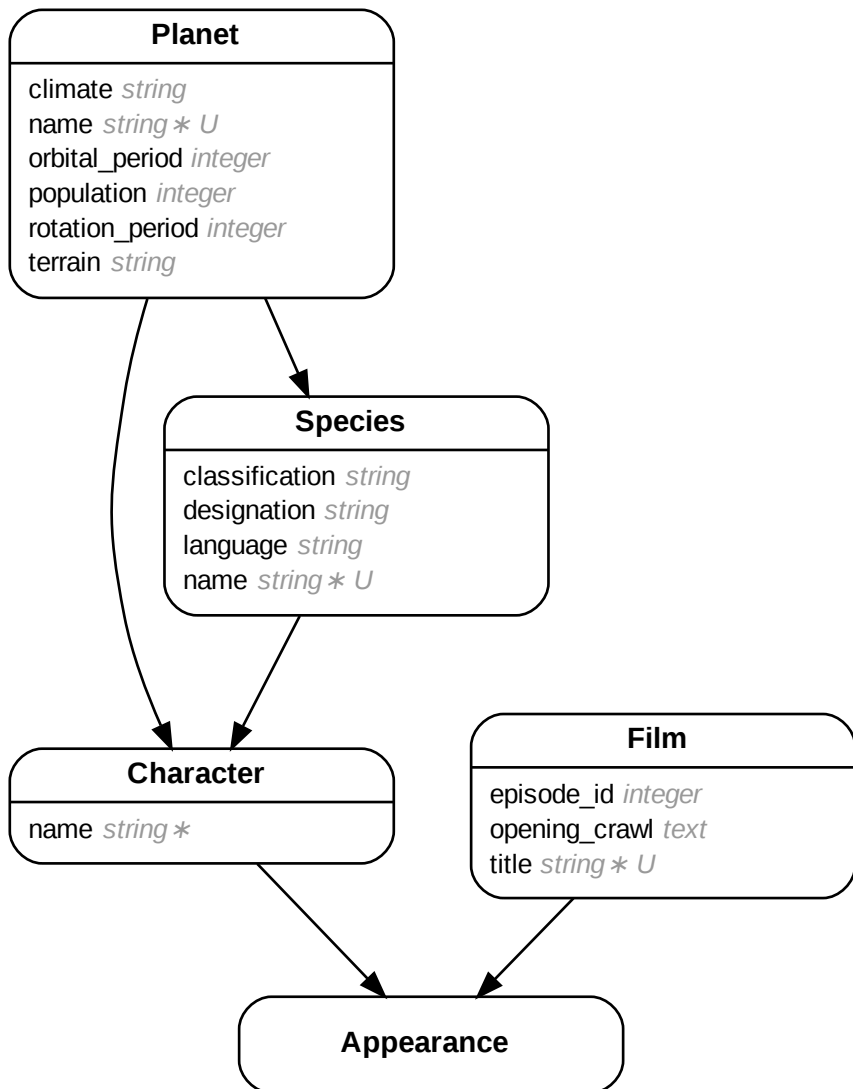 Planet
climate string
name string∗ U
orbital_period integer
population integer
rotation_period integer
terrain string
Species
classification string
designation string
language string
name string∗ U
Character
name string∗
Film
episode_id integer
opening_crawl text
title string∗ U
Appearance